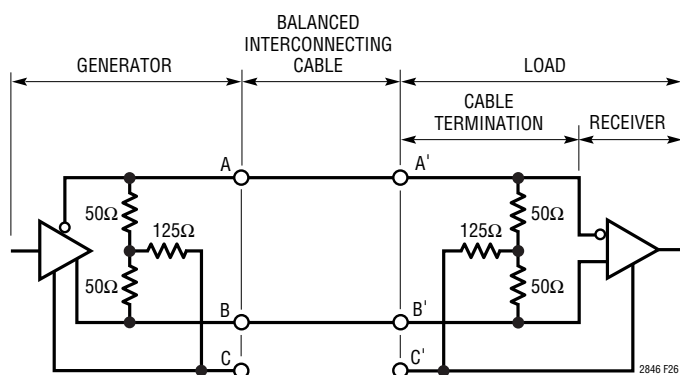 BALANCED
INTERCONNECTING
CABLE
GENERATOR
LOAD
CABLE
TERMINATION
RECEIVER
A
A'
50Ω
125Ω
50Ω
125Ω
50Ω
50Ω
B
B'
C
C'
2846 F26